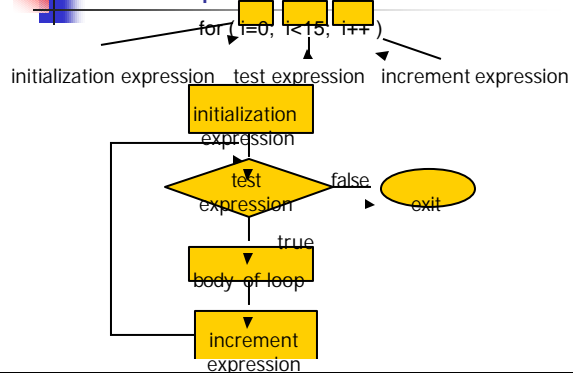 for ( i=0; i<15; i++ )
initialization expression test expression increment expression
initialization
expression
test
expression
false
exit
true
body of loop
increment
expression